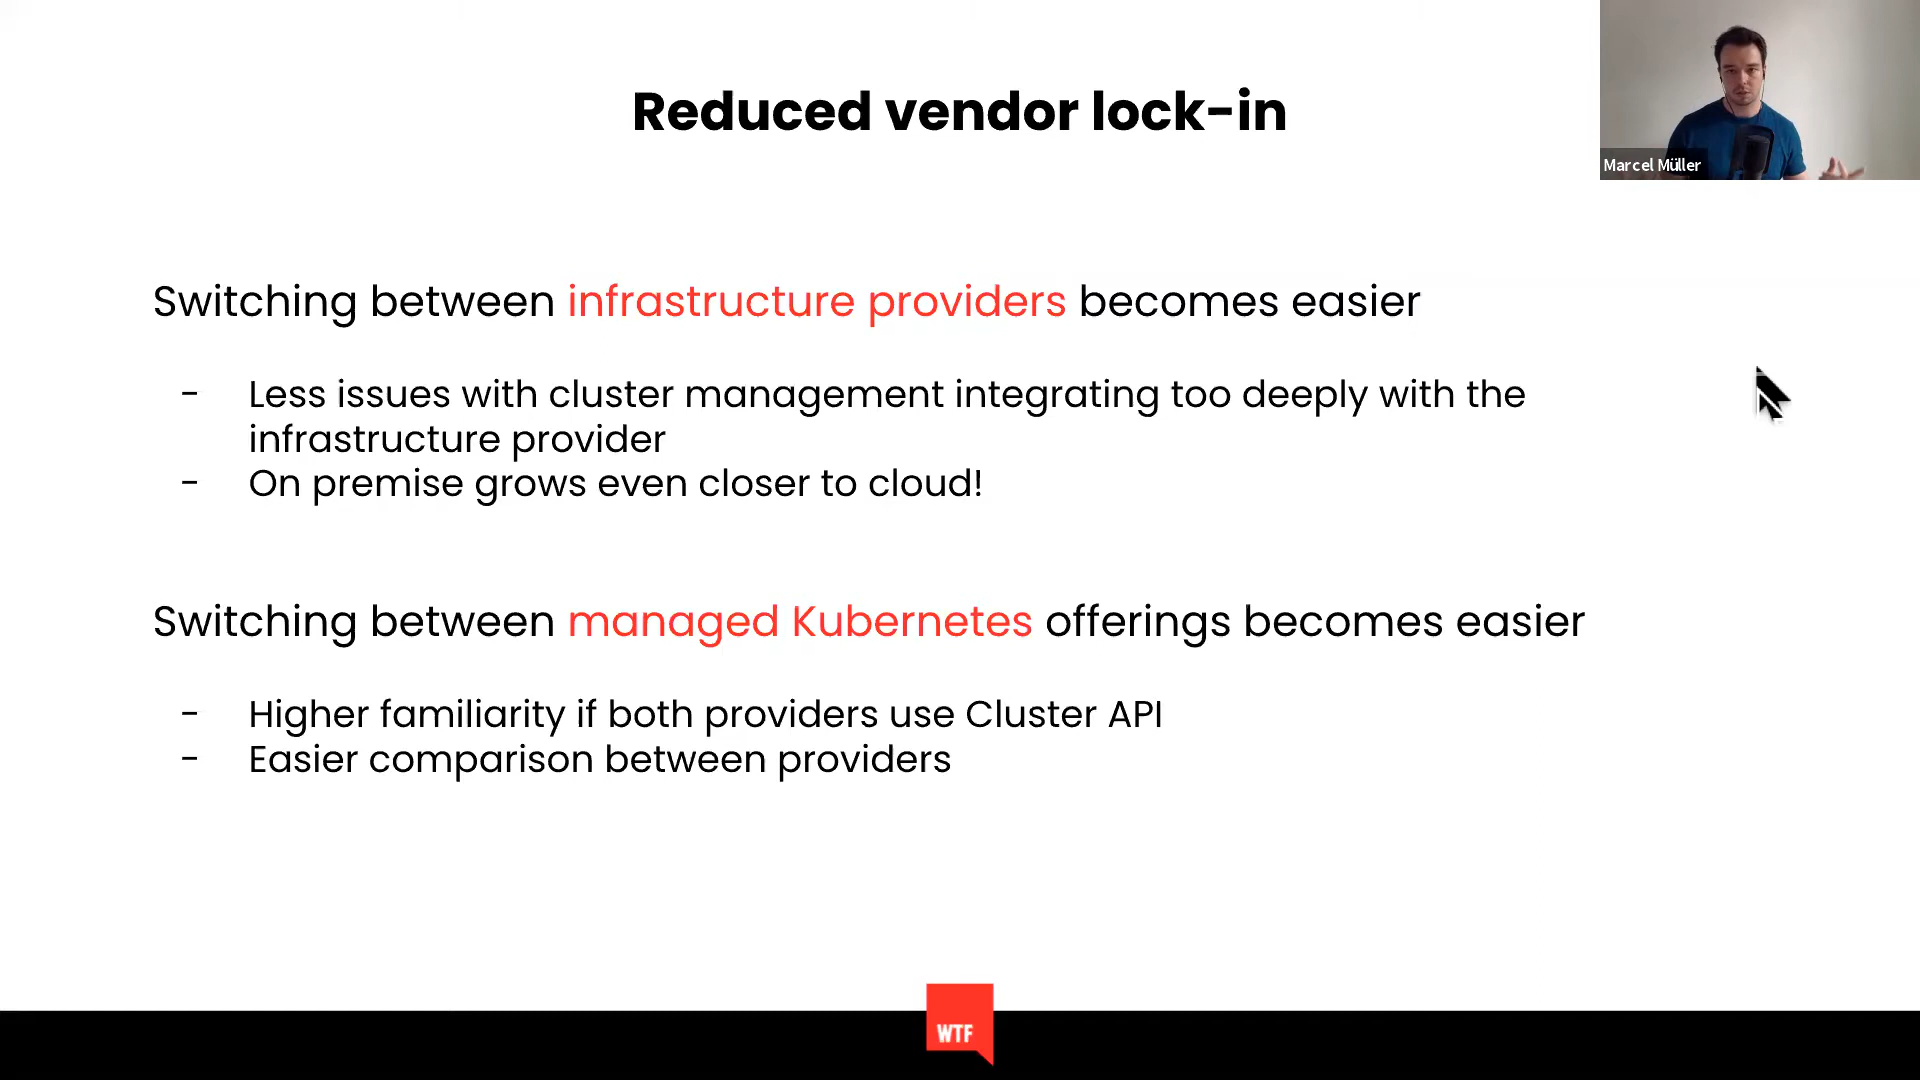 Reduced vendor lock-in
Marcel Müller
Switching between infrastructure providers becomes easier
- Less issues with cluster management integrating too deeply with the
infrastructure provider
- On premise grows even closer to cloud!
Switching between managed Kubernetes offerings becomes easier
- Higher familiarity if both providers use Cluster API
- Easier comparison between providers
WTF